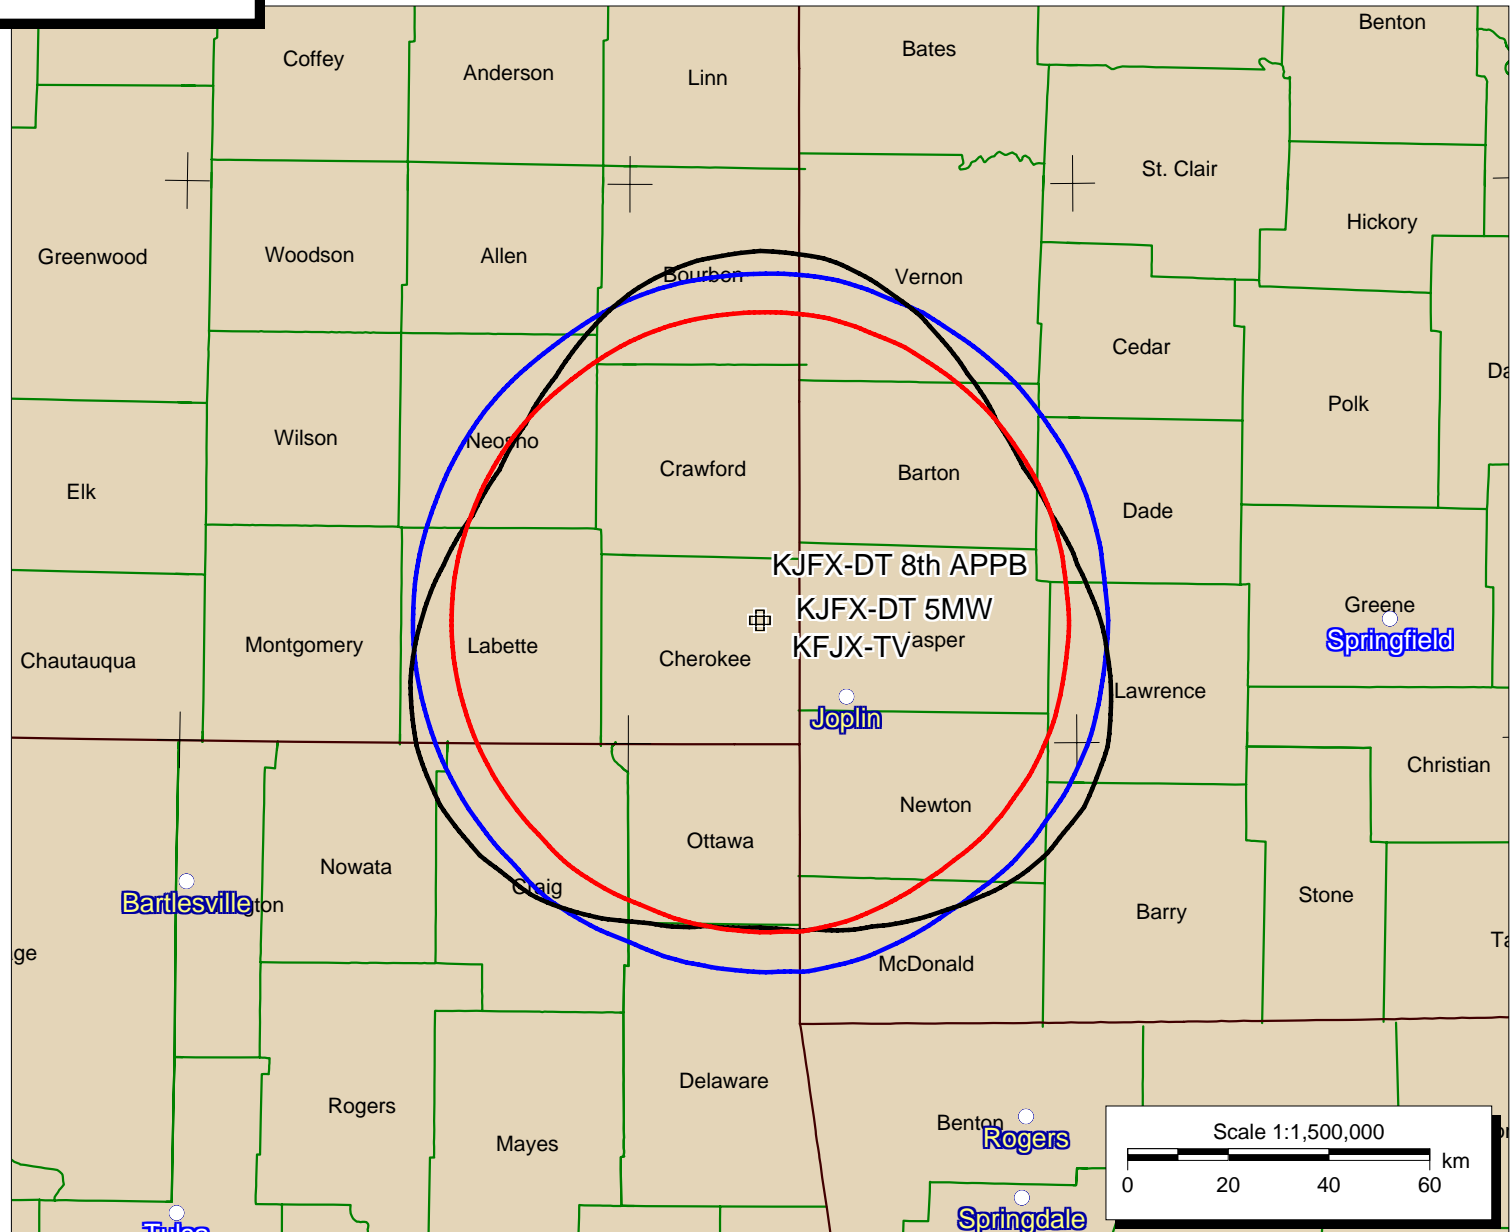 Benton
Coffey
Bates
Anderson
Linn
St. Clair
Hickory
Greenwood
Woodson
Allen
Bourbon
Vernon
Cedar
Polk
Wilson
Neosho
Crawford
Barton
Elk
Dade
KJFX-DT 8th APPB
KJFX-DT 5MW
Greene
Springfield
Chautauqua
Montgomery
Labette
Cherokee
KFJX-TV
asper
Lawrence
Joplin
Christian
Newton
Ottawa
Nowata
Craig
Bartlesville
gton
Stone
Barry
ge
McDonald
Delaware
Rogers
Mayes
Benton
Rogers
Springdale
Scale 1:1,500,000
km
0 20 40 60